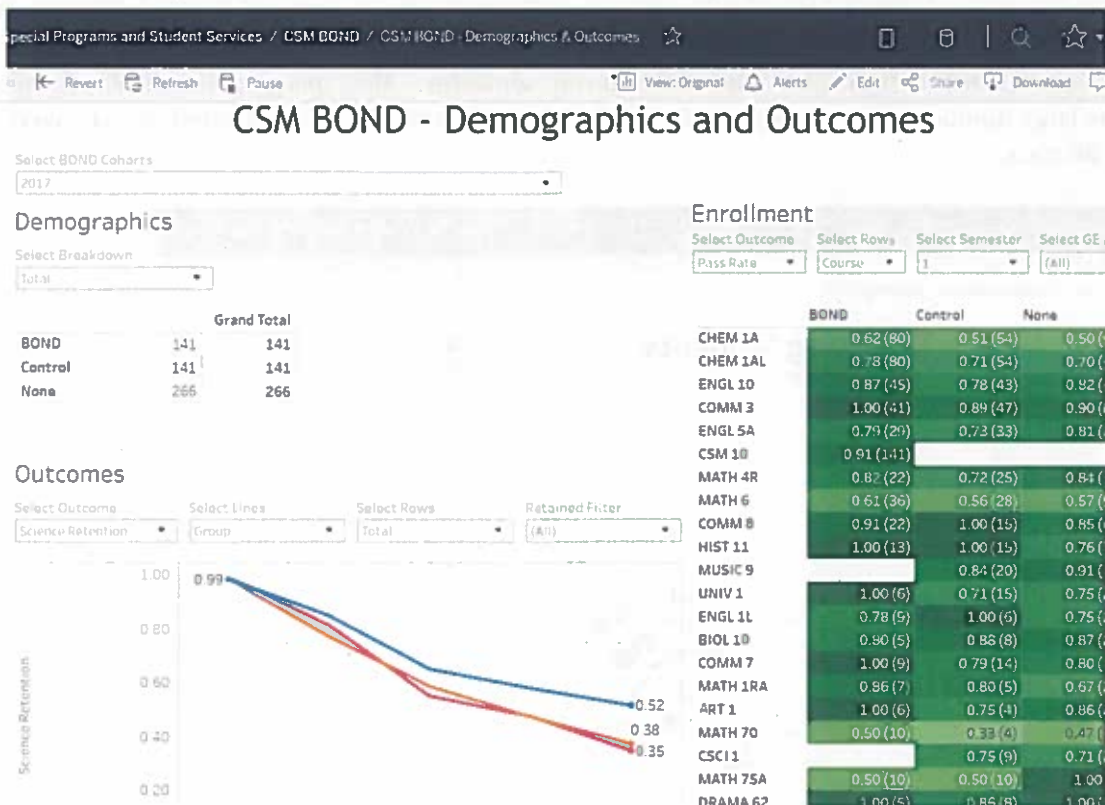 Special Programs and Student Services / CSM BOND / CSM BOND - Demographics & Outcomes
Revert Refresh Pause View: Original Alerts Edit Share Download
CSM BOND - Demographics and Outcomes
Select BOND Cohorts
2017
Demographics
Select Breakdown
Total
Grand Total
BOND 141 141
Control 141 141
None 266 266
Outcomes
Select Outcome Select Lines Select Rows Retained Filter
Science Retention Group Total (All)
1.00
0.99
0.80
0.60
0.52
0.38
0.40
0.35
0.20
Science Retention
Enrollment
Select Outcome Select Rows Select Semester Select GE
Pass Rate Course 1 (All)
BOND Control None
CHEM 1A 0.62 (80) 0.51 (54) 0.50
CHEM 1AL 0.78 (80) 0.71 (54) 0.70
ENGL 10 0.87 (45) 0.78 (43) 0.82
COMM 3 1.00 (41) 0.89 (47) 0.90
ENGL 5A 0.79 (29) 0.73 (33) 0.81
CSM 10 0.91 (141)
MATH 4R 0.82 (22) 0.72 (25) 0.84
MATH 6 0.61 (36) 0.56 (28) 0.57
COMM 8 0.91 (22) 1.00 (15) 0.85
HIST 11 1.00 (13) 1.00 (15) 0.76
MUSIC 9 0.84 (20) 0.91
UNIV 1 1.00 (6) 0.71 (15) 0.75
ENGL 1L 0.78 (9) 1.00 (6) 0.75
BIOL 10 0.80 (5) 0.88 (8) 0.87
COMM 7 1.00 (9) 0.79 (14) 0.80
MATH 1RA 0.86 (7) 0.80 (5) 0.67
ART 1 1.00 (6) 0.75 (4) 0.86
MATH 70 0.50 (10) 0.33 (4) 0.47
CSCI 1 0.75 (9) 0.71
MATH 75A 0.50 (10) 0.50 (10) 1.00
DRAMA 62 1.00 (5) 0.86 (8) 1.00